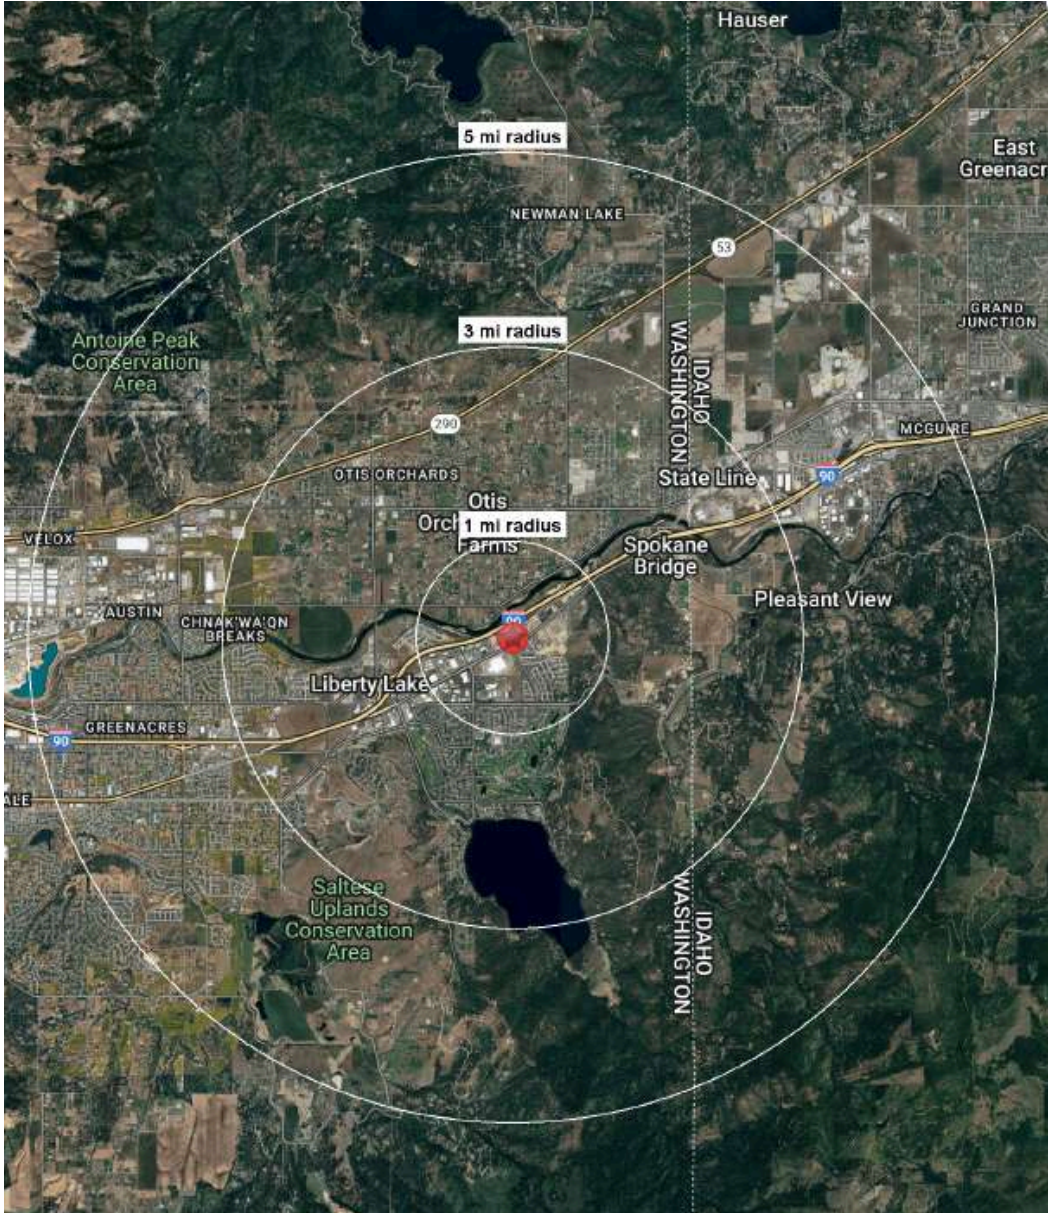 Hauser
5 mi radius
East
Greenacr
NEWMAN LAKE
53
GRAND
JUNCTION
3 mi radius
Antoine Peak
Conservation
Area
IDAHO
WASHINGTON
290
MCGUIRE
OTIS ORCHARDS
State Line
90
Otis
Orch
1 mi radius
Farms
VELOX
Spokane
Bridge
AUSTIN
Pleasant View
CHNAK'WA'QN
BREAKS
90
Liberty Lake
GREENACRES
90
ALE
Saltese
Uplands
Conservation
Area
IDAHO
WASHINGTON